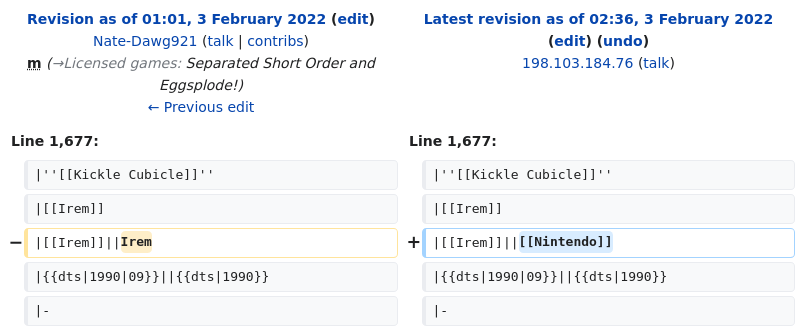 Revision as of 01:01, 3 February 2022 (edit)
Nate-Dawg921 (talk | contribs)
m (→Licensed games: Separated Short Order and
Eggsplode!)
← Previous edit
Latest revision as of 02:36, 3 February 2022
(edit) (undo)
198.103.184.76 (talk)
Line 1,677:
|''[[Kickle Cubicle]]''
|[[Irem]]
− |[[Irem]]||Irem
|{{dts|1990|09}}||{{dts|1990}}
|-
Line 1,677:
|''[[Kickle Cubicle]]''
|[[Irem]]
+ |[[Irem]]||[[Nintendo]]
|{{dts|1990|09}}||{{dts|1990}}
|-